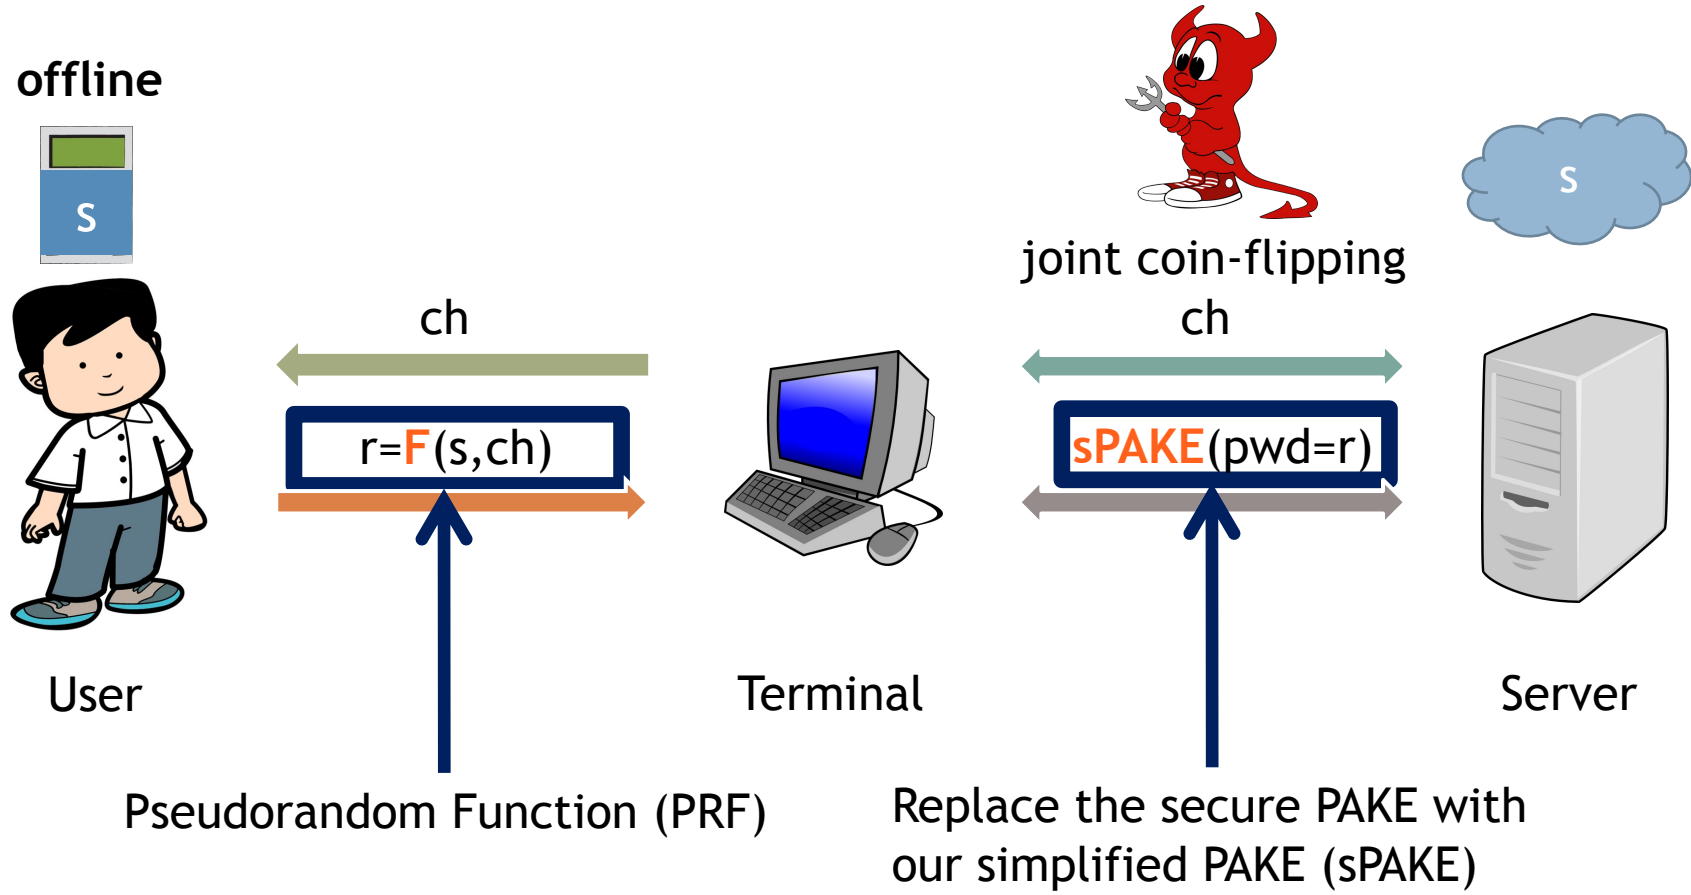 offline
s
s
joint coin-flipping
ch
ch
r=F(s,ch)
sPAKE(pwd=r)
User
Terminal
Server
Pseudorandom Function (PRF)
Replace the secure PAKE with
our simplified PAKE (sPAKE)